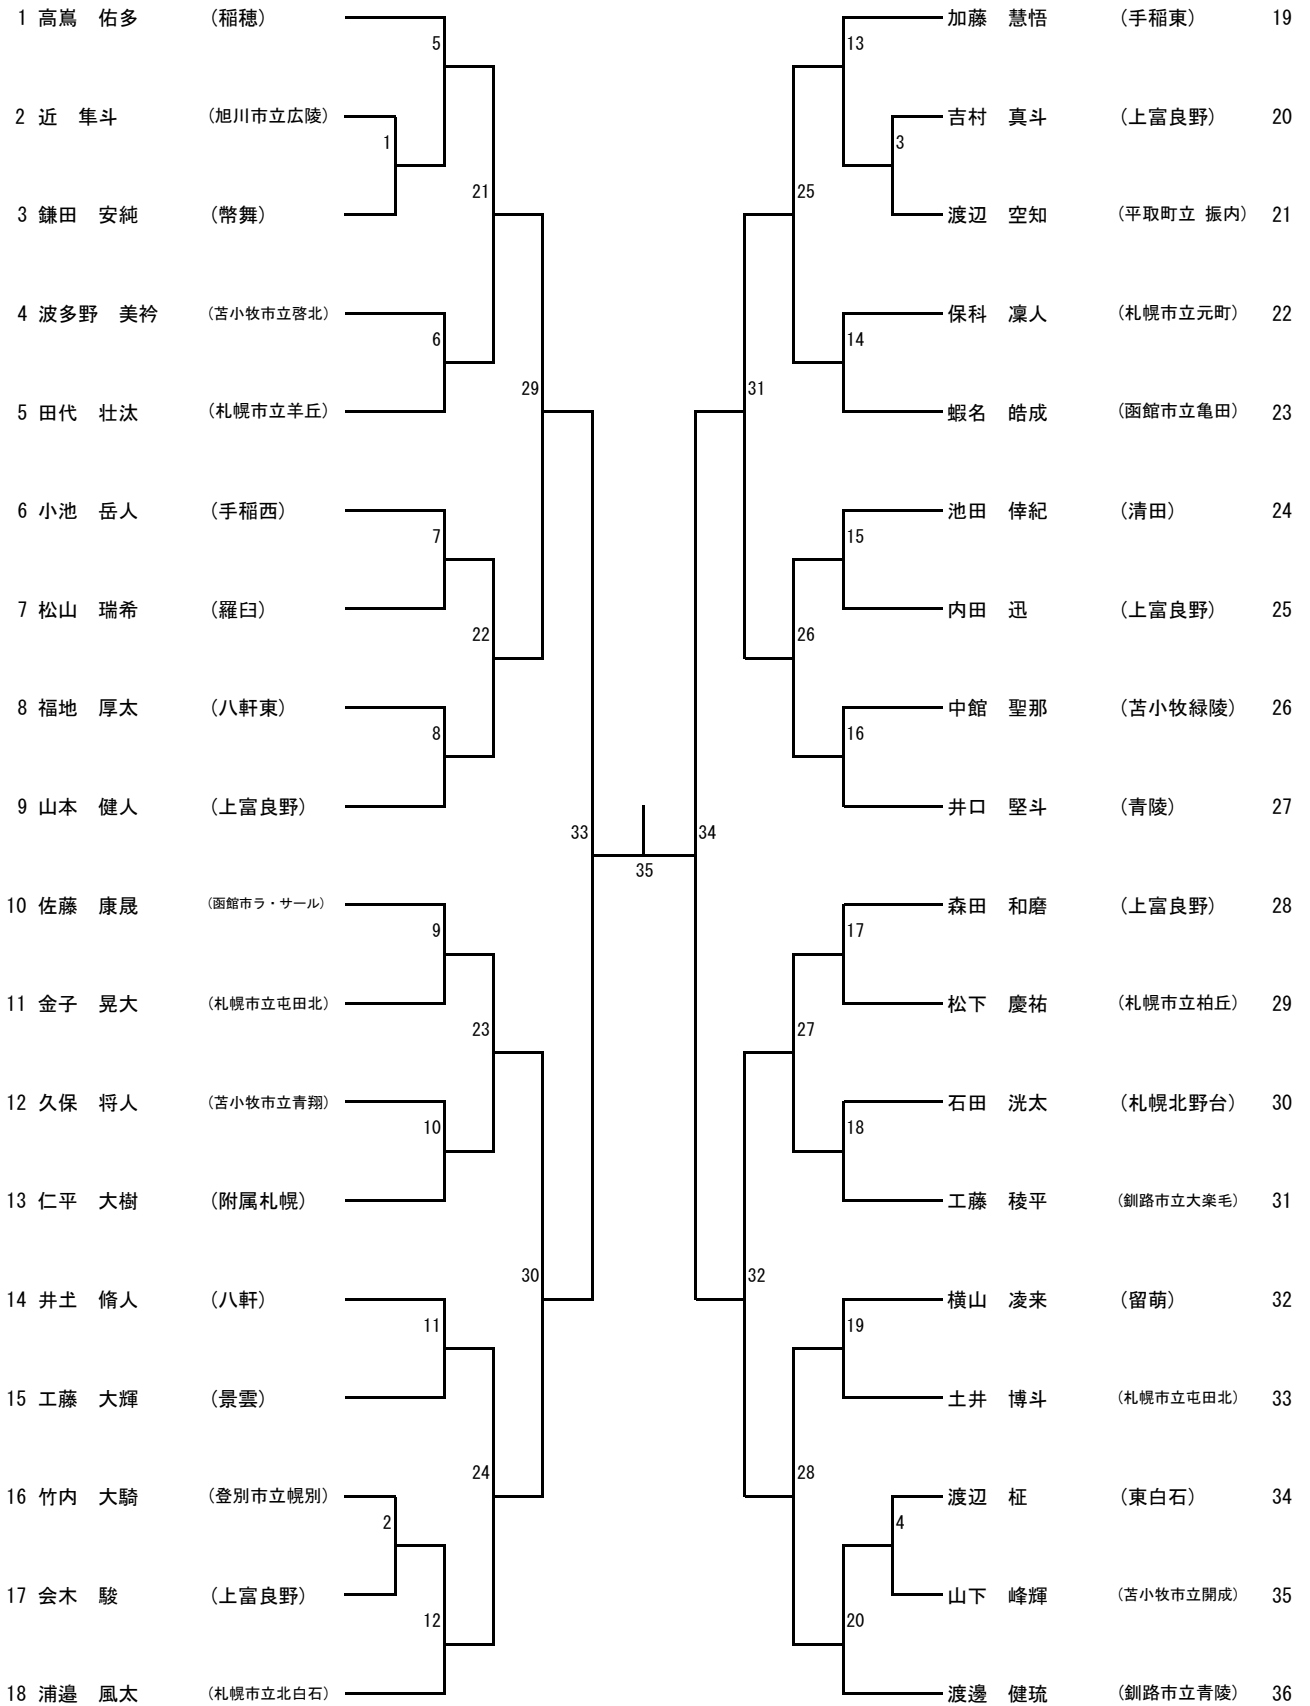 1 高嶌 佑多 （稲穂）
5
2 近 隼斗 （旭川市立広陵）
1
3 鎌田 安純 （幣舞）
21
4 波多野 美衿 （苫小牧市立啓北）
6
5 田代 壮汰 （札幌市立羊丘）
29
6 小池 岳人 （手稲西）
7
7 松山 瑞希 （羅臼）
22
8 福地 厚太 （八軒東）
8
9 山本 健人 （上富良野）
33
10 佐藤 康晟 （函館市ラ・サール）
9
11 金子 晃大 （札幌市立屯田北）
23
12 久保 将人 （苫小牧市立青翔）
10
13 仁平 大樹 （附属札幌）
30
14 井圡 脩人 （八軒）
11
15 工藤 大輝 （景雲）
24
16 竹内 大騎 （登別市立幌別）
2
17 会木 駿 （上富良野）
12
18 浦邉 風太 （札幌市立北白石）
35
加藤 慧悟 （手稲東） 19
13
吉村 真斗 （上富良野） 20
3
渡辺 空知 （平取町立 振内） 21
25
保科 凜人 （札幌市立元町） 22
14
蝦名 皓成 （函館市立亀田） 23
31
池田 倖紀 （清田） 24
15
内田 迅 （上富良野） 25
26
中館 聖那 （苫小牧緑陵） 26
16
井口 堅斗 （青陵） 27
34
森田 和磨 （上富良野） 28
17
松下 慶祐 （札幌市立柏丘） 29
27
石田 洸太 （札幌北野台） 30
18
工藤 稜平 （釧路市立大楽毛） 31
32
横山 凌来 （留萌） 32
19
土井 博斗 （札幌市立屯田北） 33
28
渡辺 柾 （東白石） 34
4
山下 峰輝 （苫小牧市立開成） 35
20
渡邊 健琉 （釧路市立青陵） 36